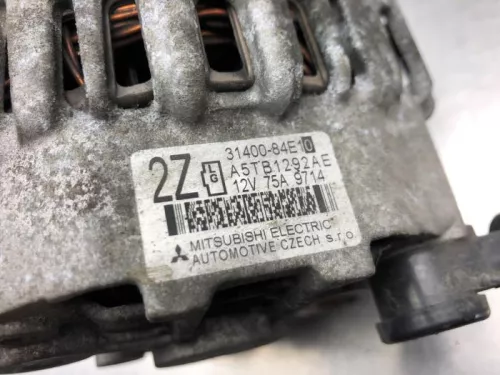 2Z
L
G
31400-84E10
A5TB1292AE
12V 75A 9714
MITSUBISHI ELECTRIC
AUTOMOTIVE CZECH s.r.o